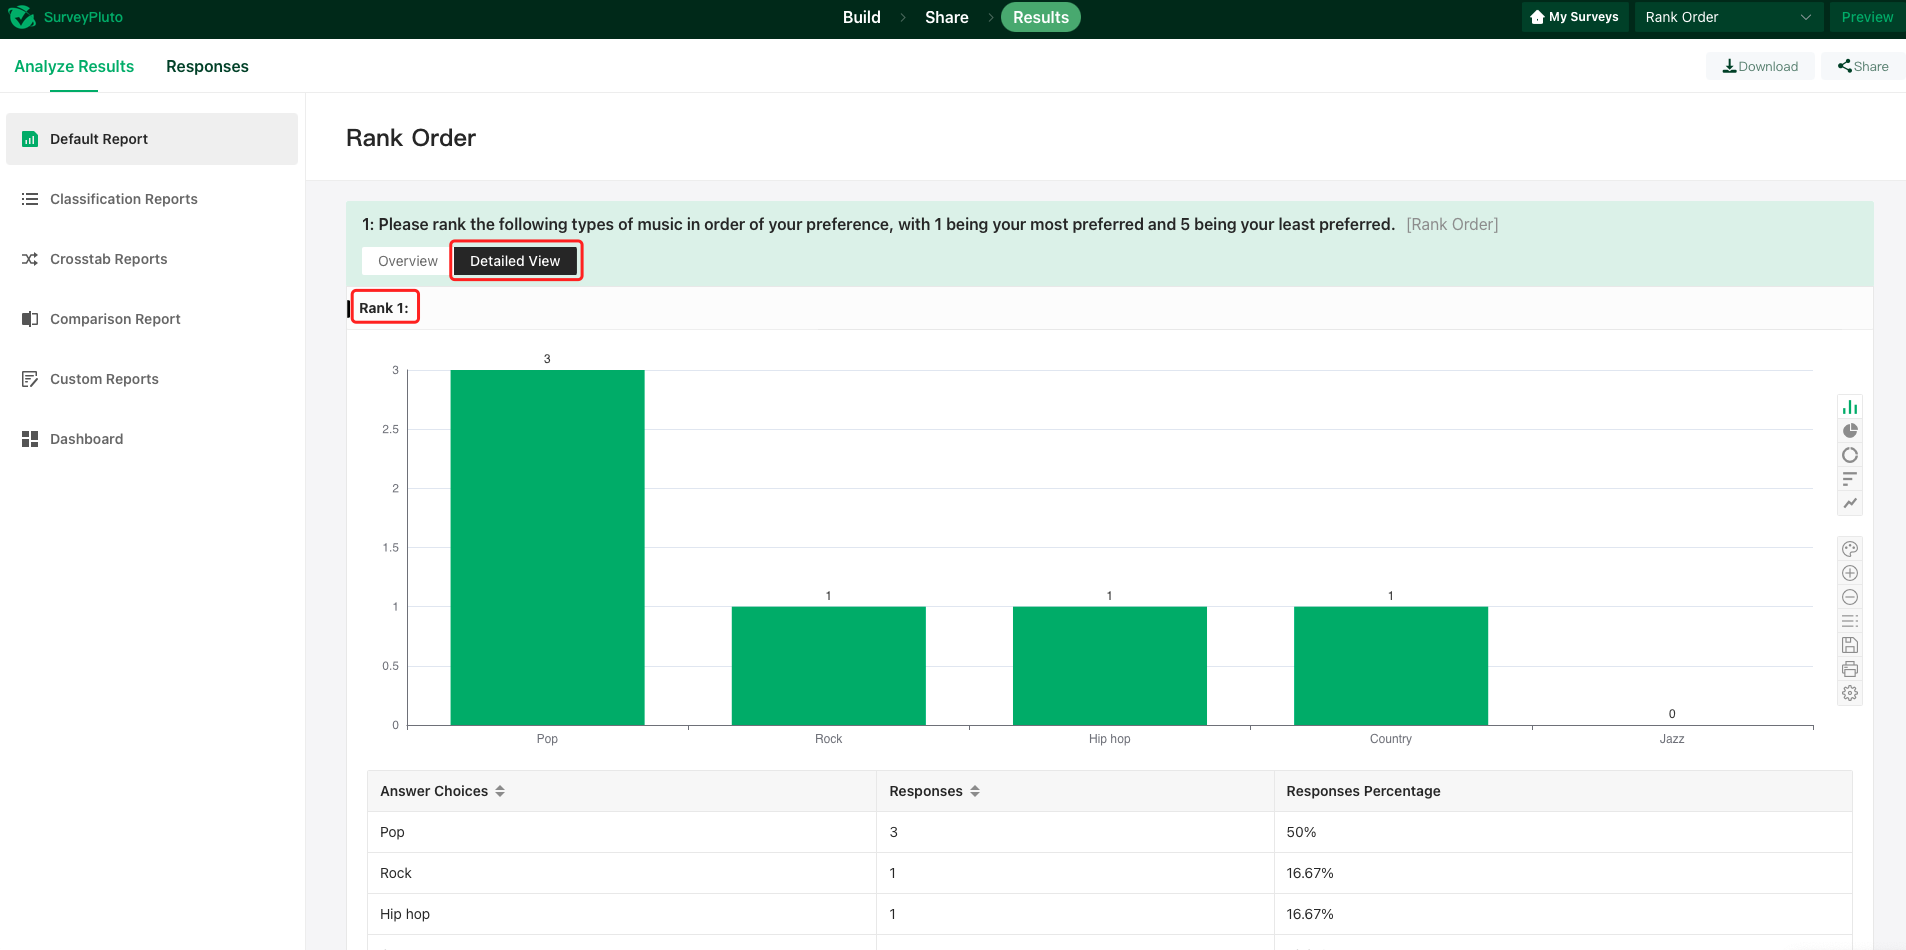 SurveyPluto
Build
Share
Results
My Surveys
Rank Order
Preview
Analyze Results
Responses
Download
Share
Default Report
Classification Reports
Crosstab Reports
Comparison Report
Custom Reports
Dashboard
Rank Order
1: Please rank the following types of music in order of your preference, with 1 being your most preferred and 5 being your least preferred. [Rank Order]
Overview
Detailed View
Rank 1:
3
3
2.5
2
1.5
1
0.5
0
1
1
1
0
Pop
Rock
Hip hop
Country
Jazz
Answer Choices Responses Responses Percentage
Pop 3 50%
Rock 1 16.67%
Hip hop 1 16.67%